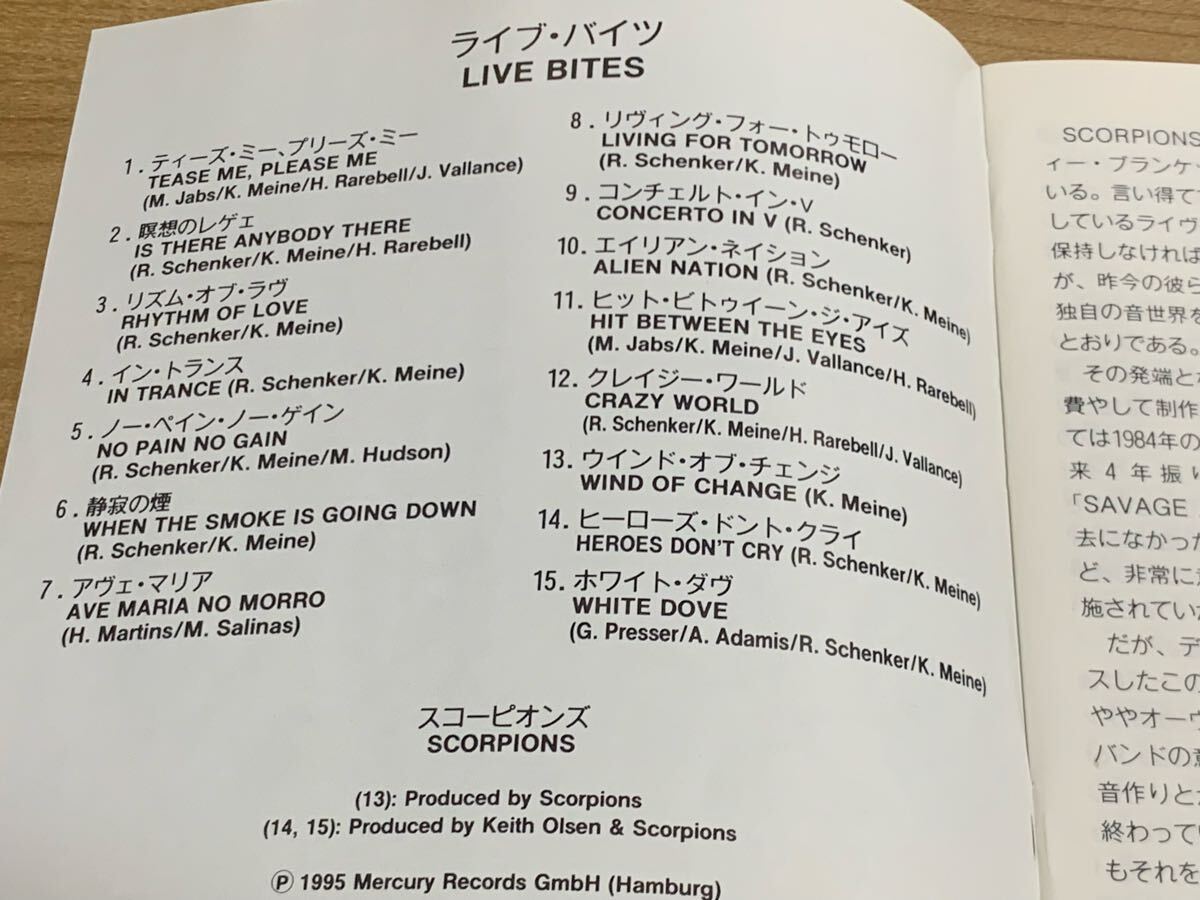 ライブ・バイツ
LIVE BITES
1. ティーズ・ミー、プリーズ・ミー
TEASE ME, PLEASE ME
(M. Jabs/K. Meine/H. Rarebell/J. Vallance)
2. 瞑想のレゲェ
IS THERE ANYBODY THERE
(R. Schenker/K. Meine/H. Rarebell)
3. リズム・オブ・ラヴ
RHYTHM OF LOVE
(R. Schenker/K. Meine)
4. イン・トランス
IN TRANCE (R. Schenker/K. Meine)
5. ノー・ペイン・ノー・ゲイン
NO PAIN NO GAIN
(R. Schenker/K. Meine/M. Hudson)
6. 静寂の煙
WHEN THE SMOKE IS GOING DOWN
(R. Schenker/K. Meine)
7. アヴェ・マリア
AVE MARIA NO MORRO
(H. Martins/M. Salinas)
8. リヴィング・フォー・トゥモロー
LIVING FOR TOMORROW
(R. Schenker/K. Meine)
9. コンチェルト・イン・V
CONCERTO IN V (R. Schenker)
10. エイリアン・ネイション
ALIEN NATION (R. Schenker/K. Meine)
11. ヒット・ビトゥイーン・ジ・アイズ
HIT BETWEEN THE EYES
(M. Jabs/K. Meine/J. Vallance/H. Rarebell)
12. クレイジー・ワールド
CRAZY WORLD
(R. Schenker/K. Meine/H. Rarebell/J. Vallance)
13. ウインド・オブ・チェンジ
WIND OF CHANGE (K. Meine)
14. ヒーローズ・ドント・クライ
HEROES DON'T CRY (R. Schenker/K. Meine)
15. ホワイト・ダヴ
WHITE DOVE
(G. Presser/A. Adamis/R. Schenker/K. Meine)
スコーピオンズ
SCORPIONS
(13): Produced by Scorpions
(14, 15): Produced by Keith Olsen & Scorpions
Ⓟ 1995 Mercury Records GmbH (Hamburg)
SCORPIONS
ィー・ブランケ
いる。言い得て
しているライヴ
保持しなければ
が、昨今の彼ら
独自の音世界を
とおりである。
その発端とな
費やして制作
ては1984年の
来4年振り
「SAVAGE
去になかった
ど、非常に
施されていた
だが、デ
スしたこの
ややオーヴ
バンドの意
音作りと
終わって
もそれを